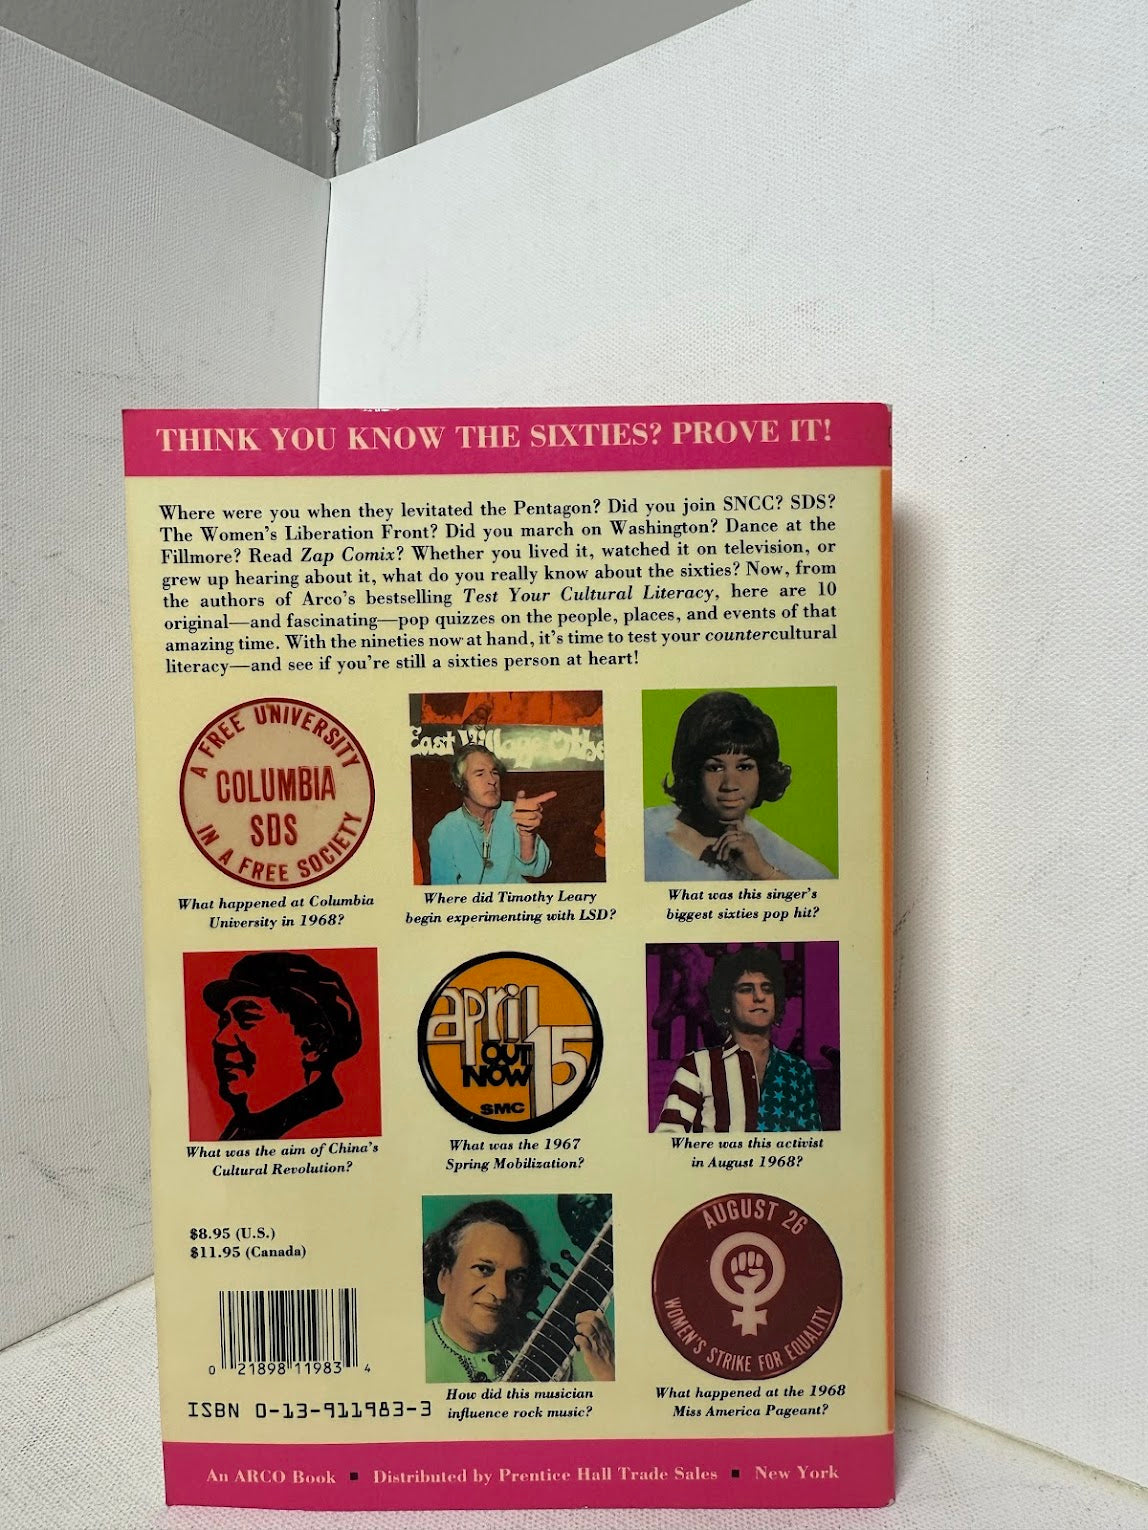 THINK YOU KNOW THE SIXTIES? PROVE IT!
Where were you when they levitated the Pentagon? Did you join SNCC? SDS?
The Women's Liberation Front? Did you march on Washington? Dance at the
Fillmore? Read Zap Comix? Whether you lived it, watched it on television, or
grew up hearing about it, what do you really know about the sixties? Now, from
the authors of Arco's bestselling Test Your Cultural Literacy, here are 10
original—and fascinating—pop quizzes on the people, places, and events of that
amazing time. With the nineties now at hand, it's time to test your countercultural
literacy—and see if you're still a sixties person at heart!
A FREE UNIVERSITY
COLUMBIA
SDS
IN A FREE SOCIETY
What happened at Columbia
University in 1968?
East Village Othe
Where did Timothy Leary
begin experimenting with LSD?
What was this singer's
biggest sixties pop hit?
What was the aim of China's
Cultural Revolution?
april
15
OUT
NOW
SMC
What was the 1967
Spring Mobilization?
Where was this activist
in August 1968?
$8.95 (U.S.)
$11.95 (Canada)
0 21898 11983 4
ISBN 0-13-911983-3
How did this musician
influence rock music?
AUGUST 26
WOMEN'S STRIKE FOR EQUALITY
What happened at the 1968
Miss America Pageant?
An ARCO Book ■ Distributed by Prentice Hall Trade Sales ■ New York